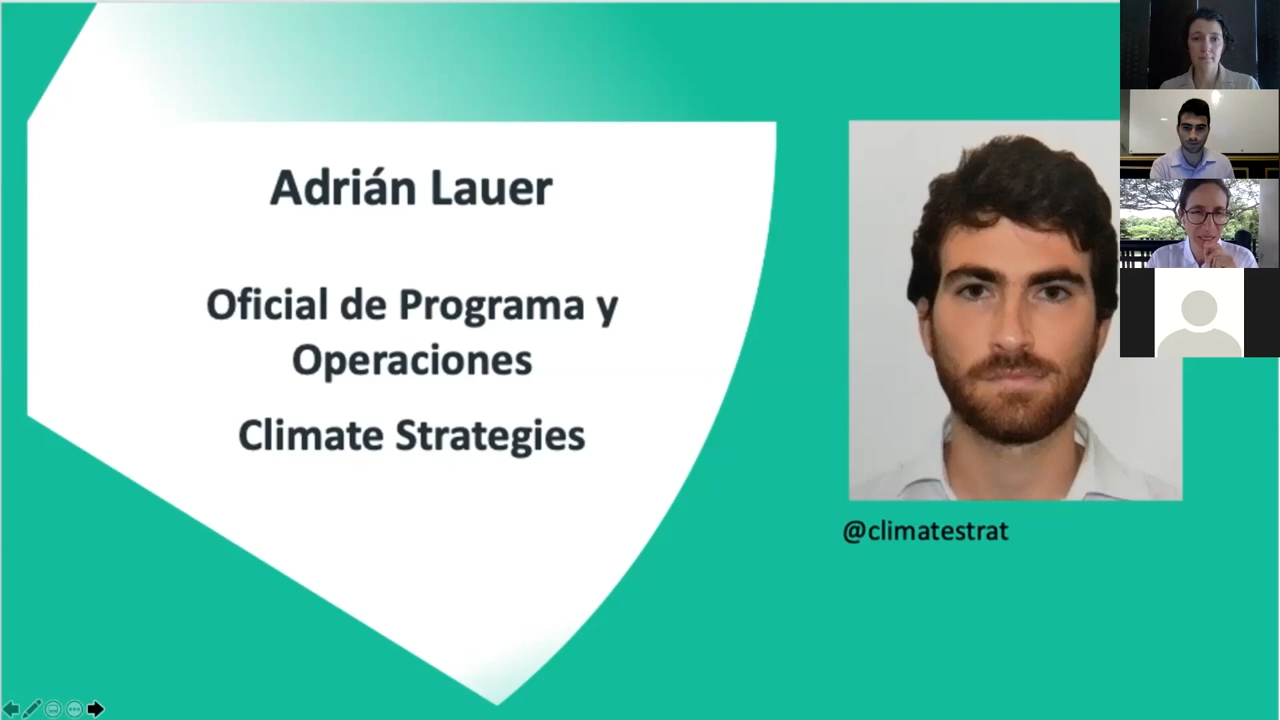 Adrián Lauer
Oficial de Programa y
Operaciones
Climate Strategies
@climatestrat